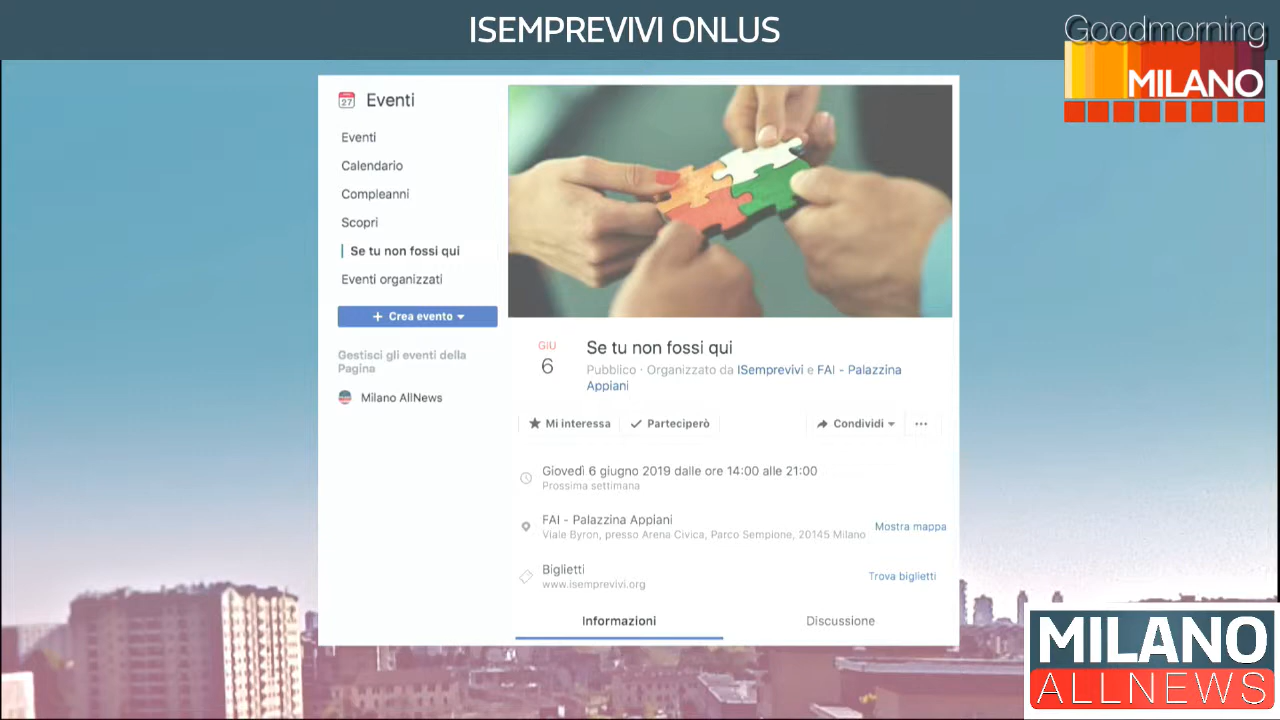 ISEMPREVIVI ONLUS
Goodmorning
MILANO
27
Eventi
Eventi
Calendario
Compleanni
Scopri
Se tu non fossi qui
Eventi organizzati
+ Crea evento
Gestisci gli eventi della
Pagina
Milano AllNews
GIU
6
Se tu non fossi qui
Pubblico · Organizzato da ISemprevivi e FAI - Palazzina
Appiani
Mi interessa
Parteciperò
Condividi
...
Giovedì 6 giugno 2019 dalle ore 14:00 alle 21:00
Prossima settimana
FAI - Palazzina Appiani
Viale Byron, presso Arena Civica, Parco Sempione, 20145 Milano
Mostra mappa
Biglietti
www.isemprevivi.org
Trova biglietti
Informazioni
Discussione
MILANO
ALLNEWS